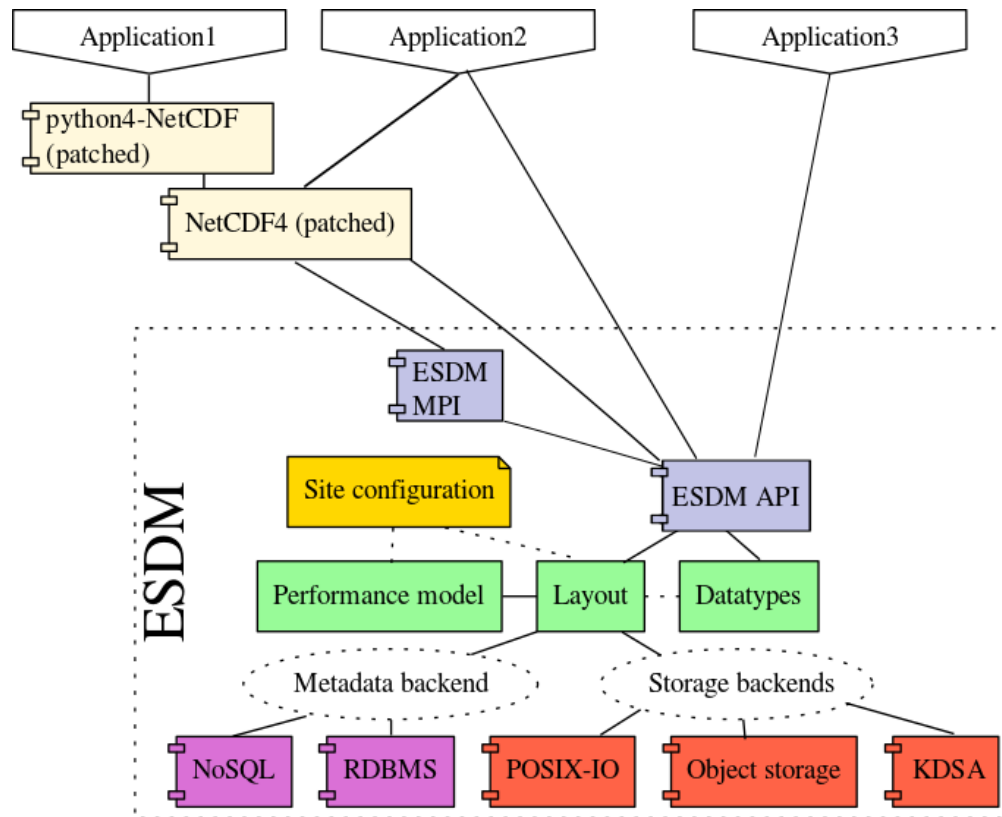 Application1
Application2
Application3
python4-NetCDF
(patched)
NetCDF4 (patched)
ESDM
MPI
Site configuration
ESDM API
ESDM
Performance model
Layout
Datatypes
Metadata backend
Storage backends
NoSQL
RDBMS
POSIX-IO
Object storage
KDSA